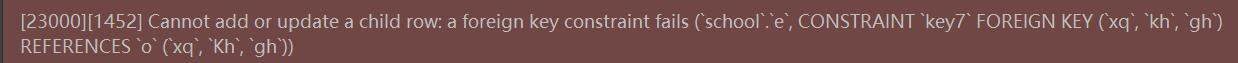 [23000][1452] Cannot add or update a child row: a foreign key constraint fails (`school`.`e`, CONSTRAINT `key7` FOREIGN KEY (`xq`, `kh`, `gh`)
REFERENCES `o` (`xq`, `Kh`, `gh`))